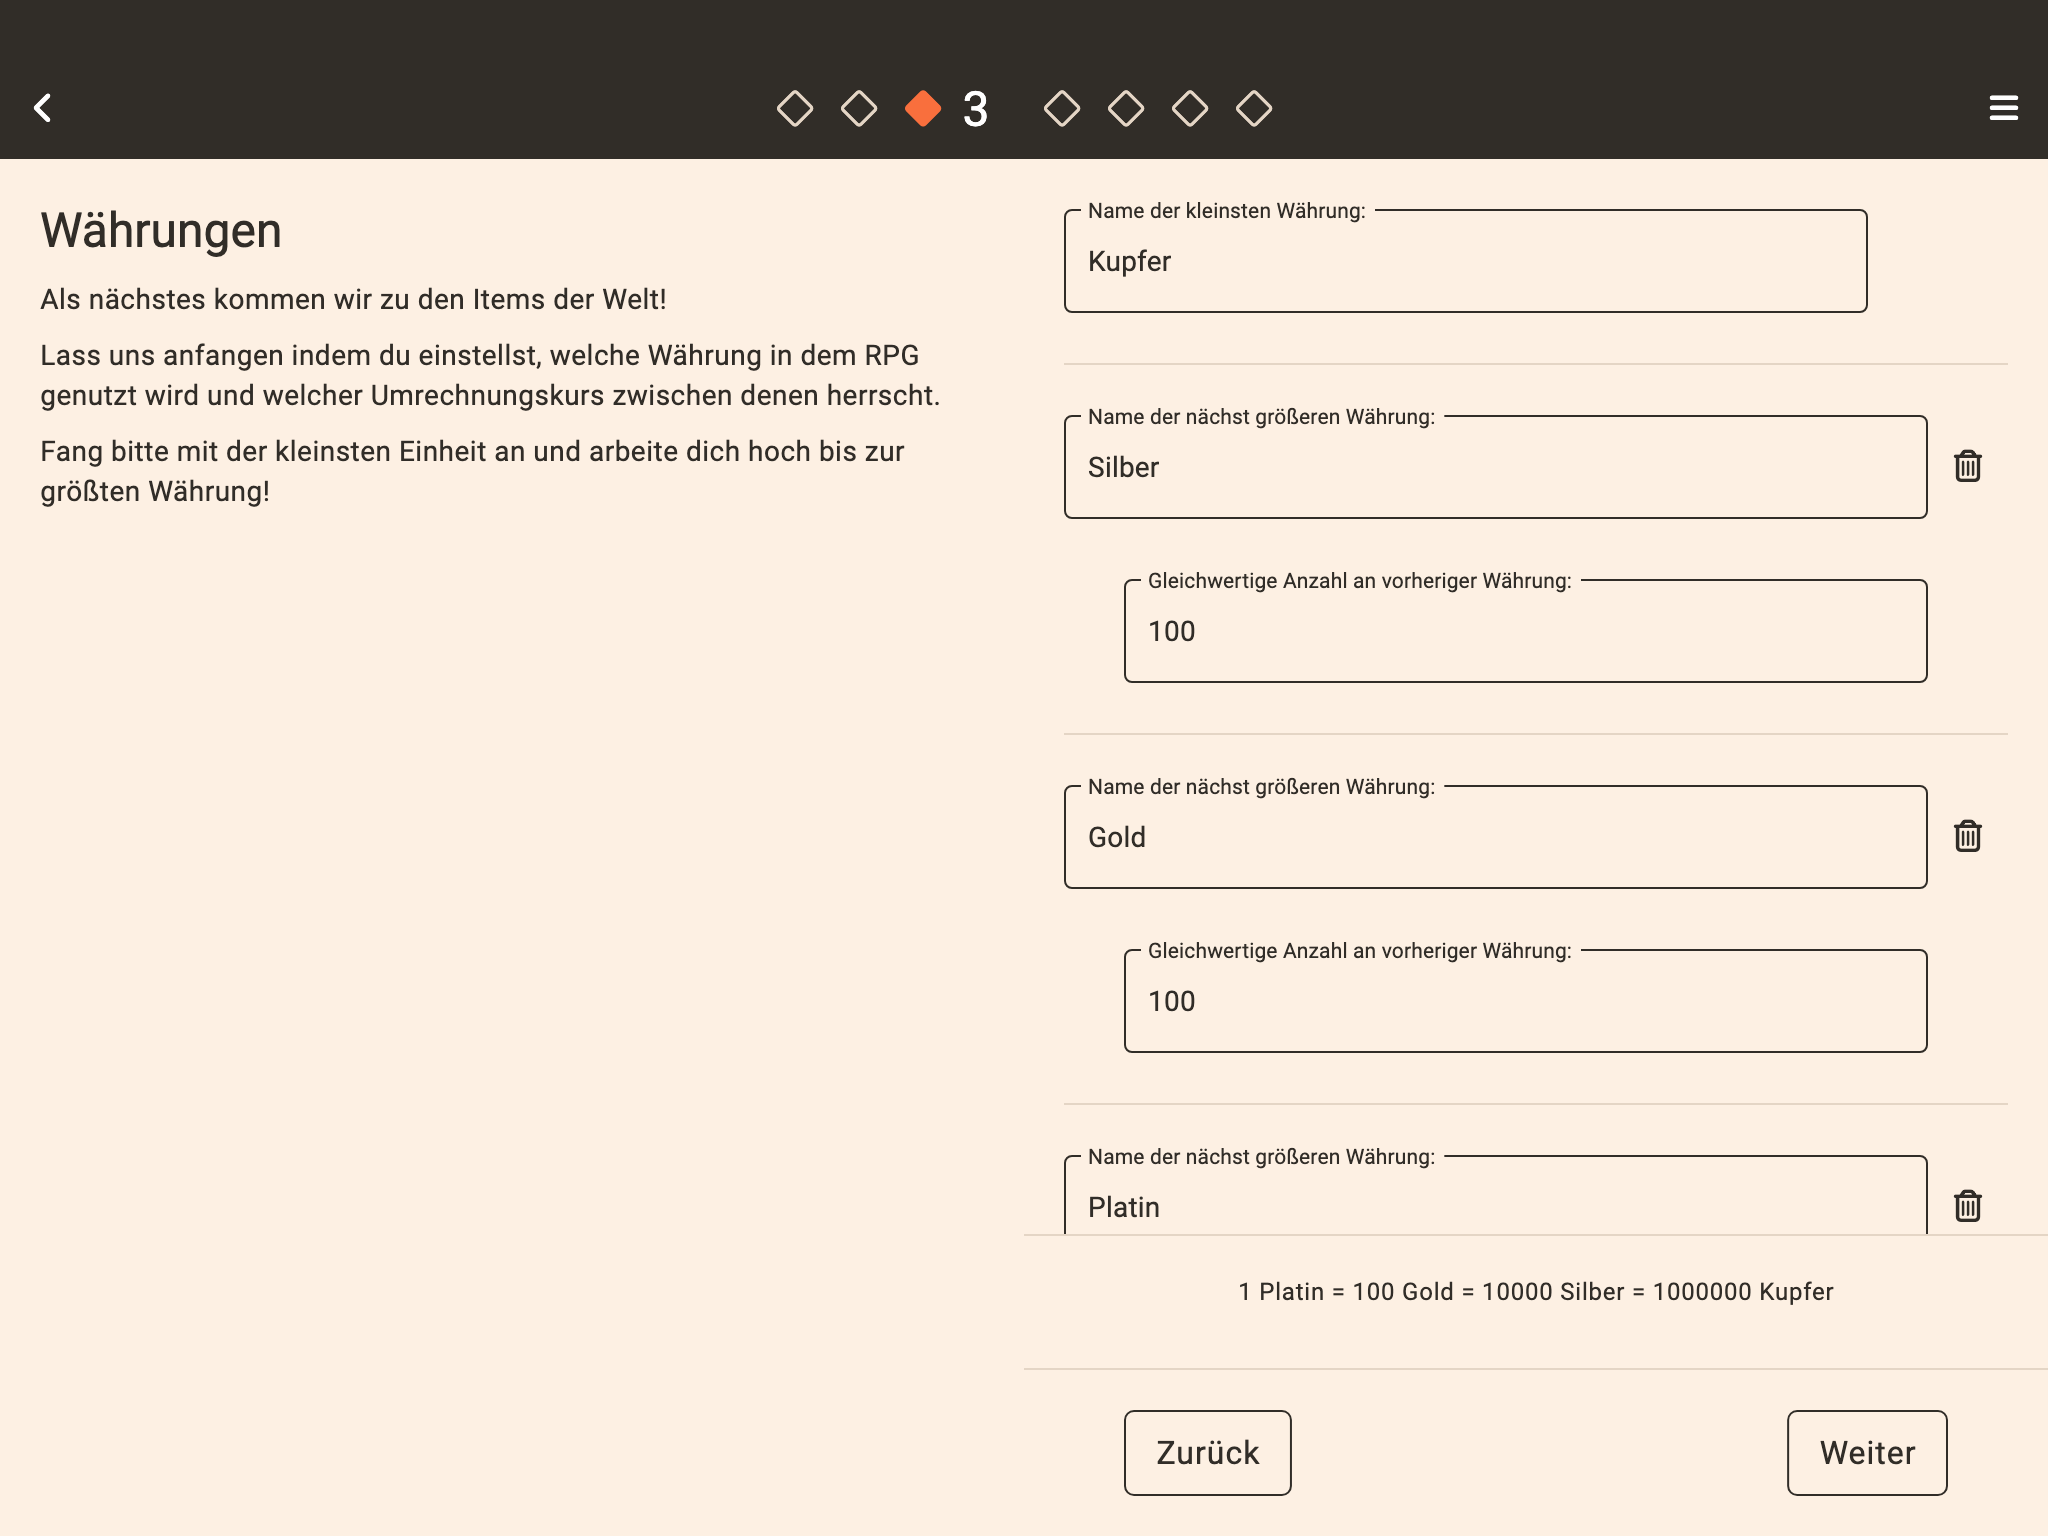 3
Währungen
Als nächstes kommen wir zu den Items der Welt!
Lass uns anfangen indem du einstellst, welche Währung in dem RPG
genutzt wird und welcher Umrechnungskurs zwischen denen herrscht.
Fang bitte mit der kleinsten Einheit an und arbeite dich hoch bis zur
größten Währung!
Name der kleinsten Währung:
Kupfer
Name der nächst größeren Währung:
Silber
Gleichwertige Anzahl an vorheriger Währung:
100
Name der nächst größeren Währung:
Gold
Gleichwertige Anzahl an vorheriger Währung:
100
Name der nächst größeren Währung:
Platin
1 Platin = 100 Gold = 10000 Silber = 1000000 Kupfer
Zurück
Weiter